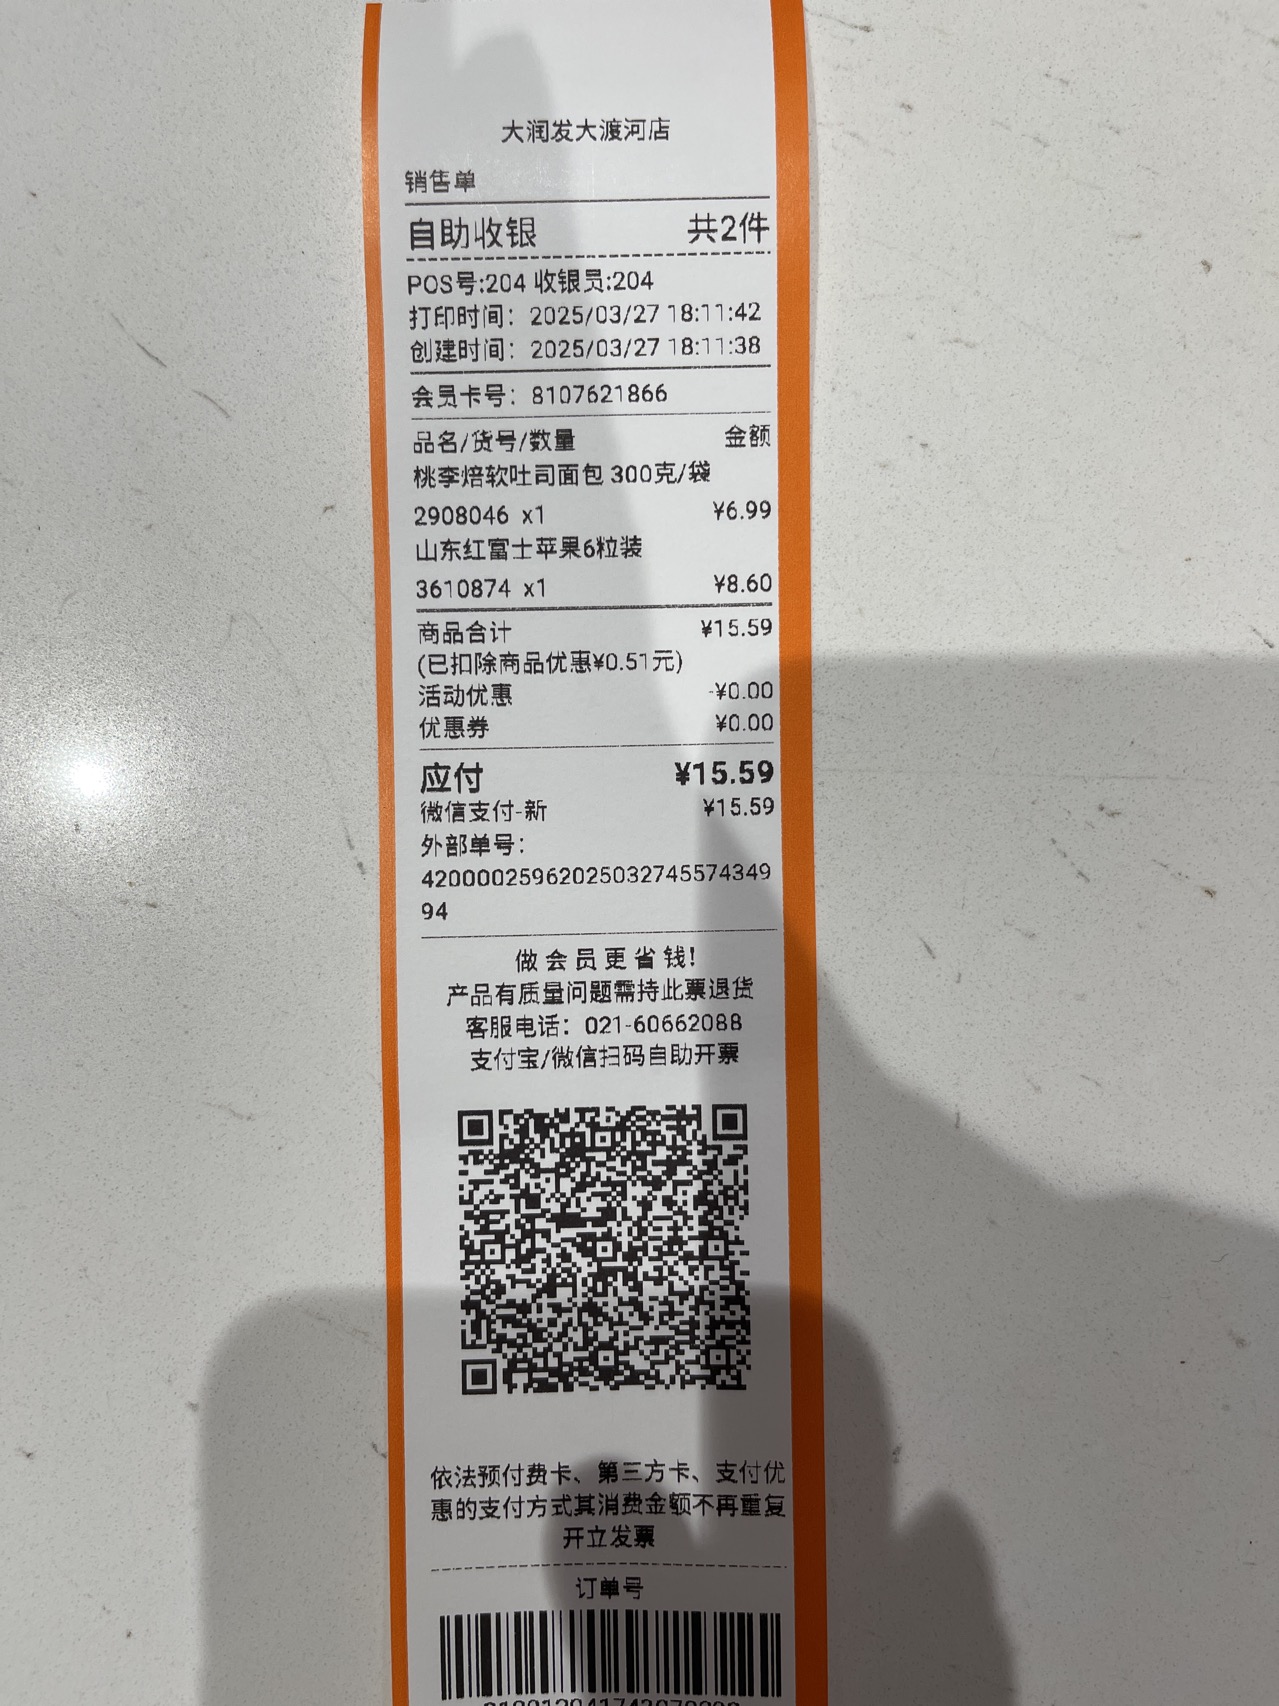 大润发大渡河店
销售单
自助收银 共2件
POS号:204 收银员:204
打印时间：2025/03/27 18:11:42
创建时间：2025/03/27 18:11:38
会员卡号：8107621866
品名/货号/数量 金额
桃李焙软吐司面包 300克/袋
2908046 x1 ¥6.99
山东红富士苹果6粒装
3610874 x1 ¥8.60
商品合计 ¥15.59
(已扣除商品优惠¥0.51元)
活动优惠 -¥0.00
优惠券 ¥0.00
应付 ¥15.59
微信支付-新 ¥15.59
外部单号：
42000025962025032745574349
94
做会员更省钱!
产品有质量问题需持此票退货
客服电话：021-60662088
支付宝/微信扫码自助开票
依法预付费卡、第三方卡、支付优
惠的支付方式其消费金额不再重复
开立发票
订单号